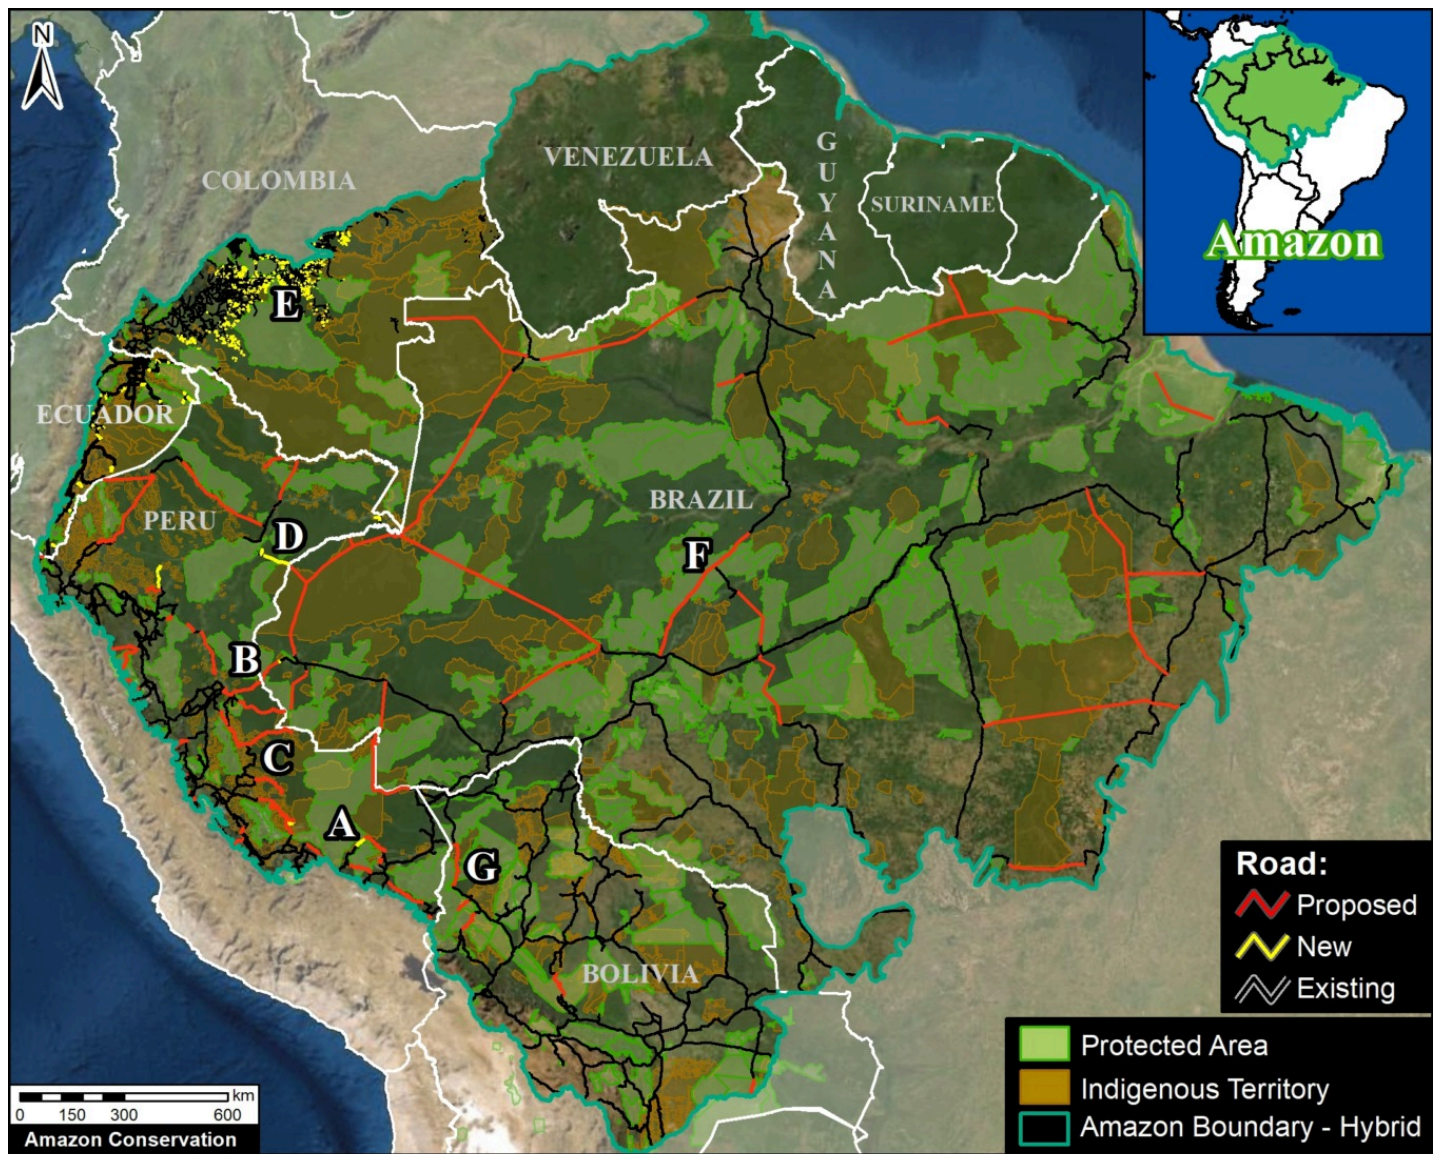 N
VENEZUELA
COLOMBIA
GUYANA
SURINAME
Amazon
E
ECUADOR
BRAZIL
PERU
D
F
B
C
A
G
BOLIVIA
Road:
Proposed
New
Existing
Protected Area
Indigenous Territory
Amazon Boundary - Hybrid
km
0 150 300 600
Amazon Conservation